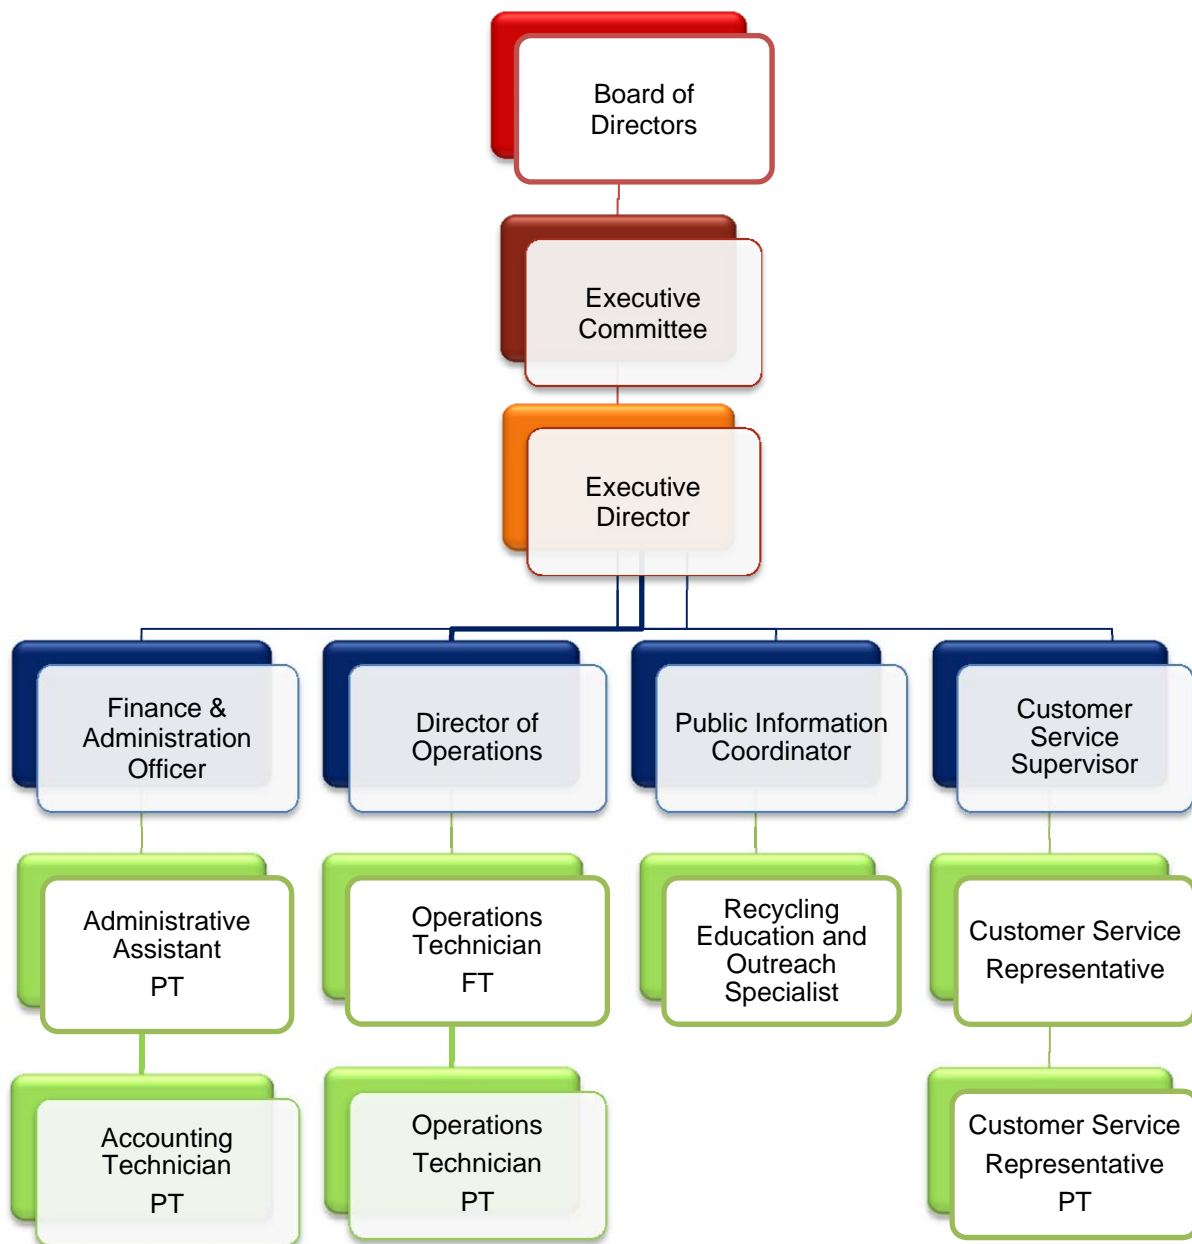 Board of
Directors
Executive
Committee
Executive
Director
Finance &
Administration
Officer
Director of
Operations
Public Information
Coordinator
Customer
Service
Supervisor
Administrative
Assistant
PT
Operations
Technician
FT
Recycling
Education and
Outreach
Specialist
Customer Service
Representative
Accounting
Technician
PT
Operations
Technician
PT
Customer Service
Representative
PT